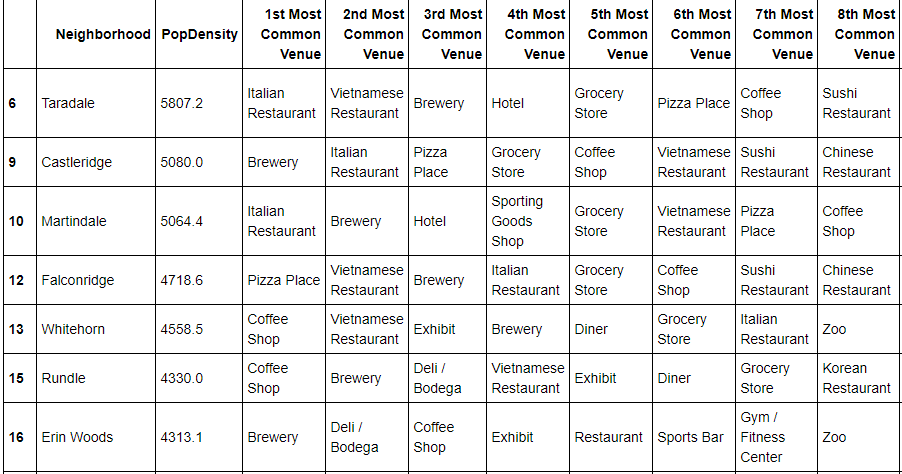 Neighborhood PopDensity 1st Most Common Venue 2nd Most Common Venue 3rd Most Common Venue 4th Most Common Venue 5th Most Common Venue 6th Most Common Venue 7th Most Common Venue 8th Most Common Venue
6 Taradale 5807.2 Italian Restaurant Vietnamese Restaurant Brewery Hotel Grocery Store Pizza Place Coffee Shop Sushi Restaurant
9 Castleridge 5080.0 Brewery Italian Restaurant Pizza Place Grocery Store Coffee Shop Vietnamese Restaurant Sushi Restaurant Chinese Restaurant
10 Martindale 5064.4 Italian Restaurant Brewery Hotel Sporting Goods Shop Grocery Store Vietnamese Restaurant Pizza Place Coffee Shop
12 Falconridge 4718.6 Pizza Place Vietnamese Restaurant Brewery Italian Restaurant Grocery Store Coffee Shop Sushi Restaurant Chinese Restaurant
13 Whitehorn 4558.5 Coffee Shop Vietnamese Restaurant Exhibit Brewery Diner Grocery Store Italian Restaurant Zoo
15 Rundle 4330.0 Coffee Shop Brewery Deli / Bodega Vietnamese Restaurant Exhibit Diner Grocery Store Korean Restaurant
16 Erin Woods 4313.1 Brewery Deli / Bodega Coffee Shop Exhibit Restaurant Sports Bar Gym / Fitness Center Zoo